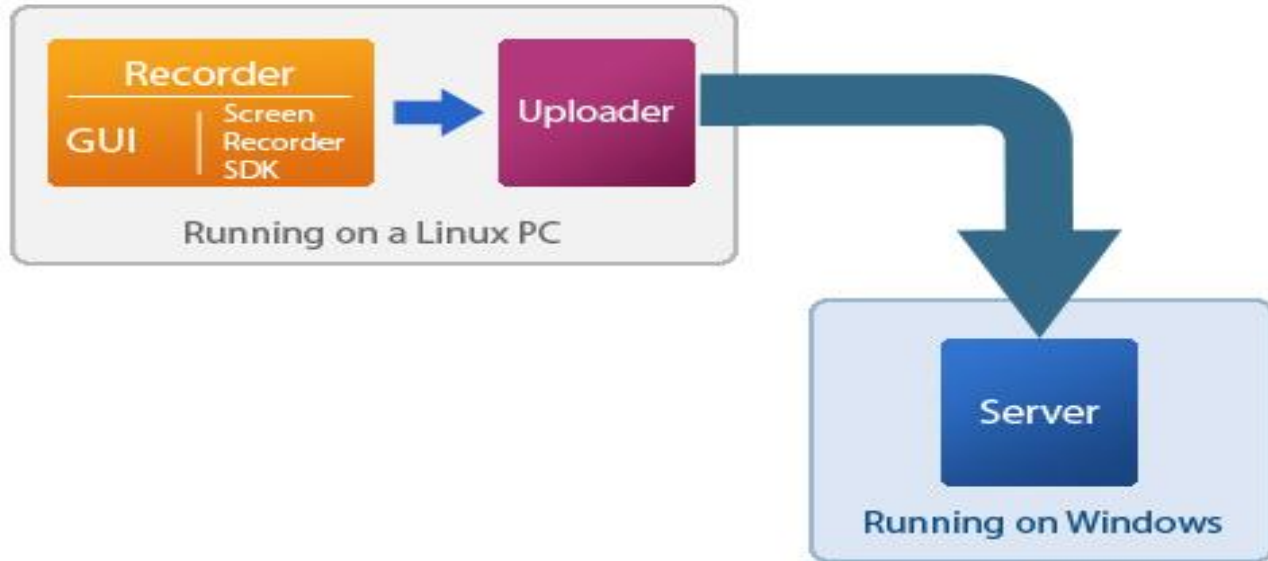 Recorder
GUI
Screen
Recorder
SDK
Uploader
Running on a Linux PC
Server
Running on Windows